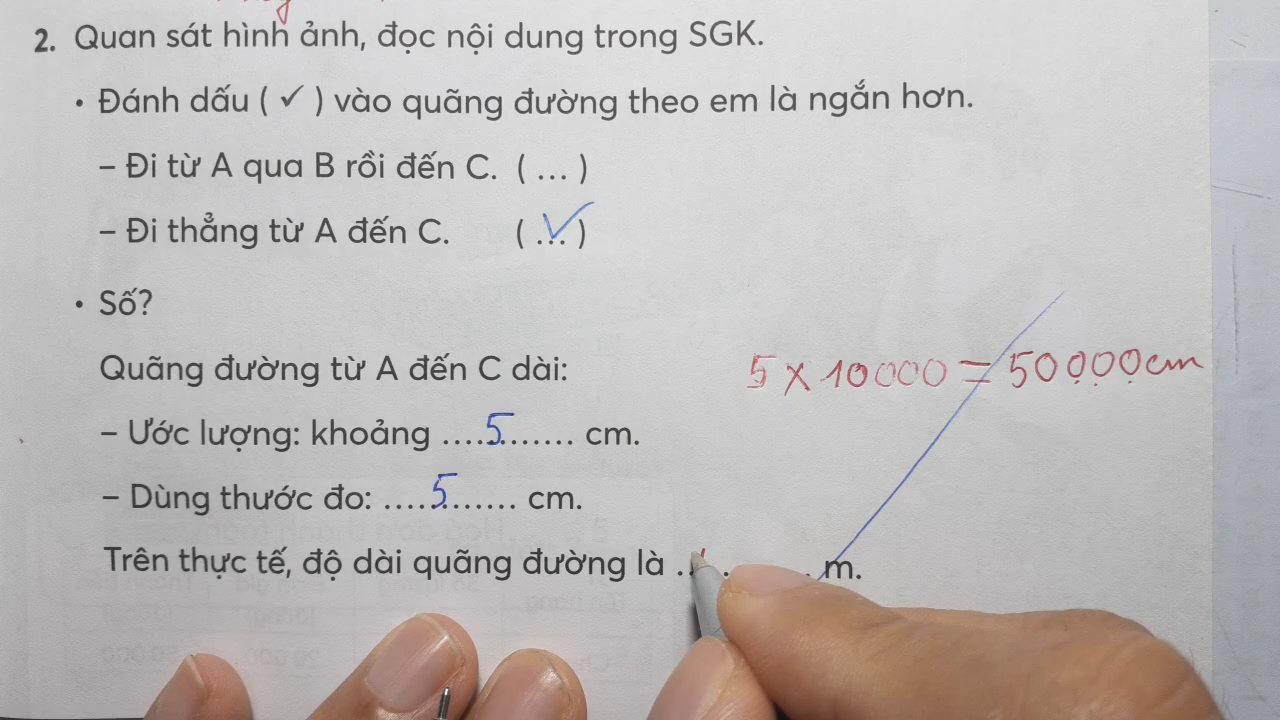 2. Quan sát hình ảnh, đọc nội dung trong SGK.
• Đánh dấu ( ✓ ) vào quãng đường theo em là ngắn hơn.
– Đi từ A qua B rồi đến C. ( ... )
– Đi thẳng từ A đến C. ( .✓. )
• Số?
Quãng đường từ A đến C dài:
5 x 10000 = 50000cm
– Ước lượng: khoảng ....5....... cm.
– Dùng thước đo: ....5....... cm.
Trên thực tế, độ dài quãng đường là .. . . m.